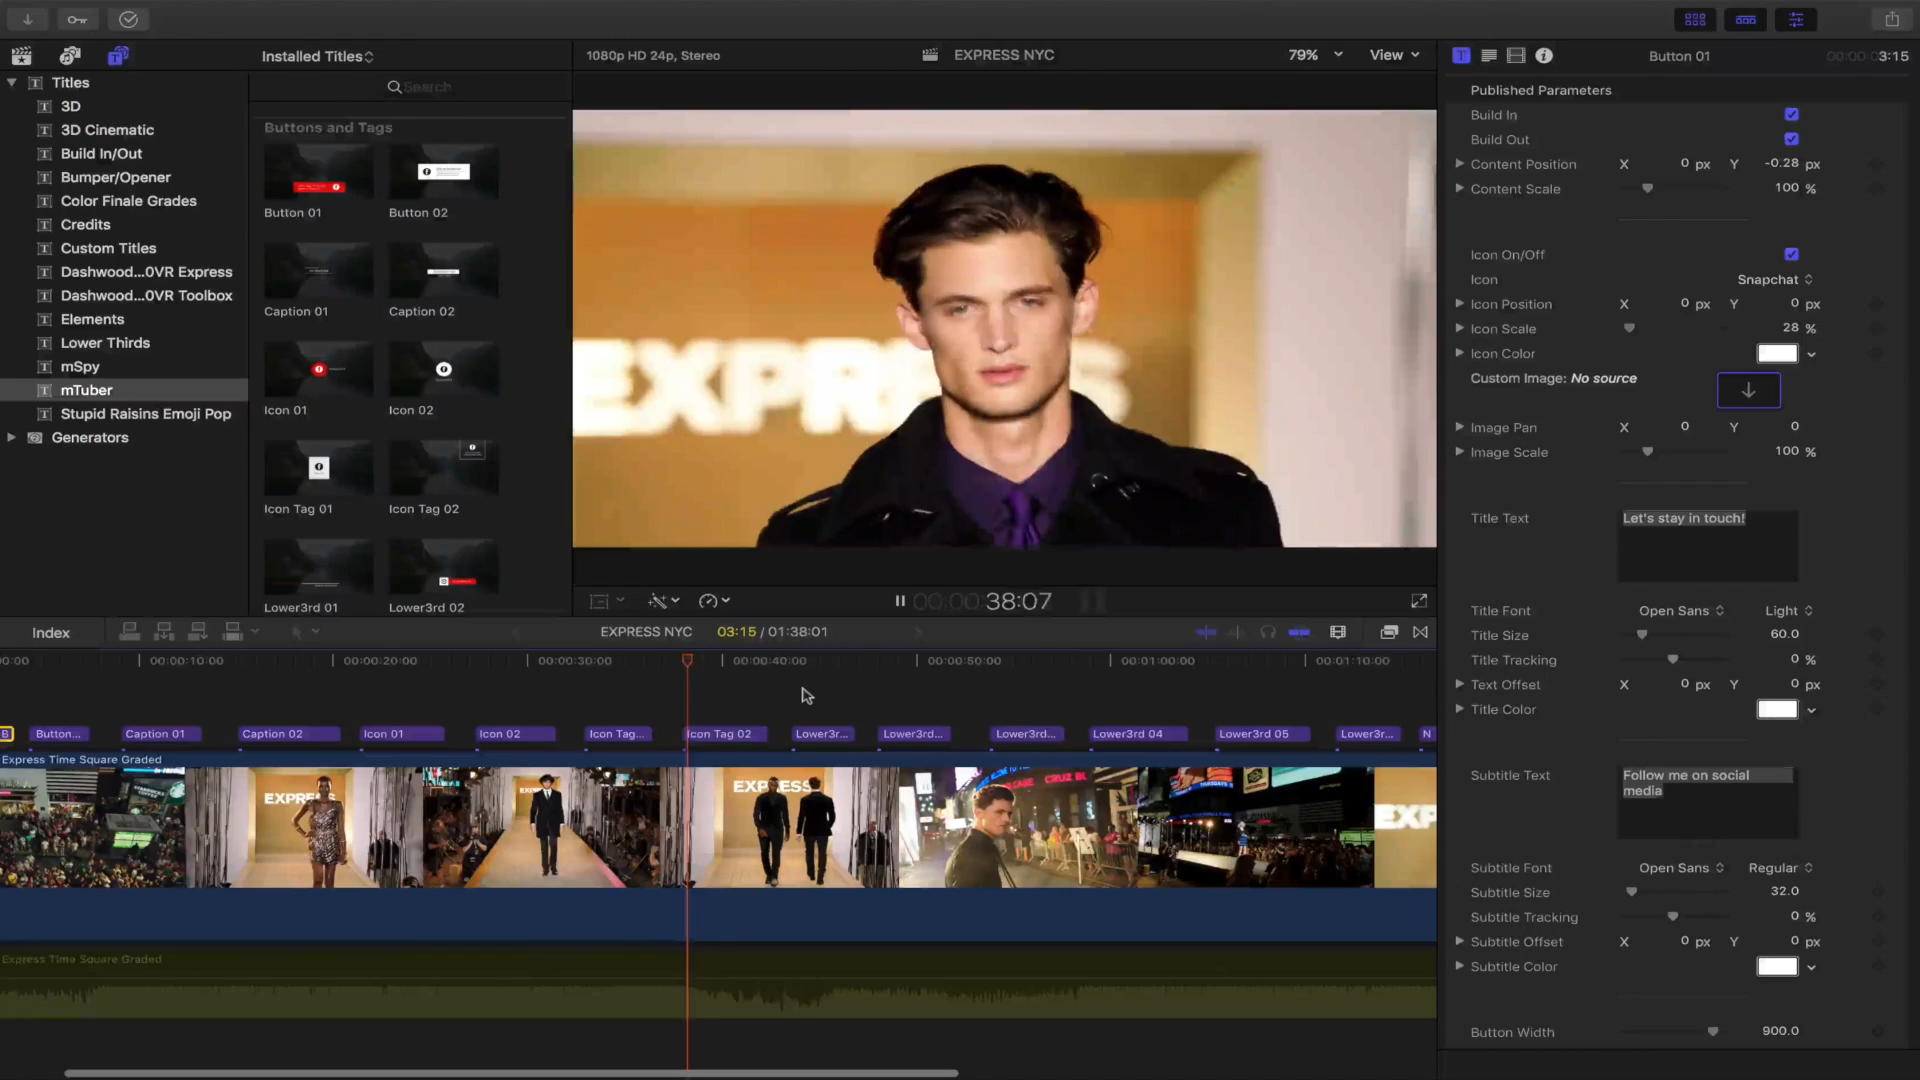 Installed Titles
1080p HD 24p, Stereo
EXPRESS NYC
79%
View
Button 01
3:15
Titles
3D
3D Cinematic
Build In/Out
Bumper/Opener
Color Finale Grades
Credits
Custom Titles
Dashwood...0VR Express
Dashwood...0VR Toolbox
Elements
Lower Thirds
mSpy
mTuber
Stupid Raisins Emoji Pop
Generators
Search
Buttons and Tags
Button 01
Button 02
Caption 01
Caption 02
Icon 01
Icon 02
Icon Tag 01
Icon Tag 02
Lower3rd 01
Lower3rd 02
EXPRESS
00:00:38:07
Published Parameters
Build In
Build Out
Content Position X 0 px Y -0.28 px
Content Scale 100 %
Icon On/Off
Icon Snapchat
Icon Position X 0 px Y 0 px
Icon Scale 28 %
Icon Color
Custom Image: No source
Image Pan X 0 Y 0
Image Scale 100 %
Title Text Let's stay in touch!
Title Font Open Sans Light
Title Size 60.0
Title Tracking 0 %
Text Offset X 0 px Y 0 px
Title Color
Subtitle Text Follow me on social
media
Subtitle Font Open Sans Regular
Subtitle Size 32.0
Subtitle Tracking 0 %
Subtitle Offset X 0 px Y 0 px
Subtitle Color
Button Width 900.0
Index
EXPRESS NYC 03:15 / 01:38:01
00:00 00:00:10:00 00:00:20:00 00:00:30:00 00:00:40:00 00:00:50:00 00:01:00:00 00:01:10:00
B Button... Caption 01 Caption 02 Icon 01 Icon 02 Icon Tag... Icon Tag 02 Lower3r... Lower3rd... Lower3rd... Lower3rd 04 Lower3rd 05 Lower3r... N
Express Time Square Graded
EXPRESS
EXPRESS
EXP
Express Time Square Graded